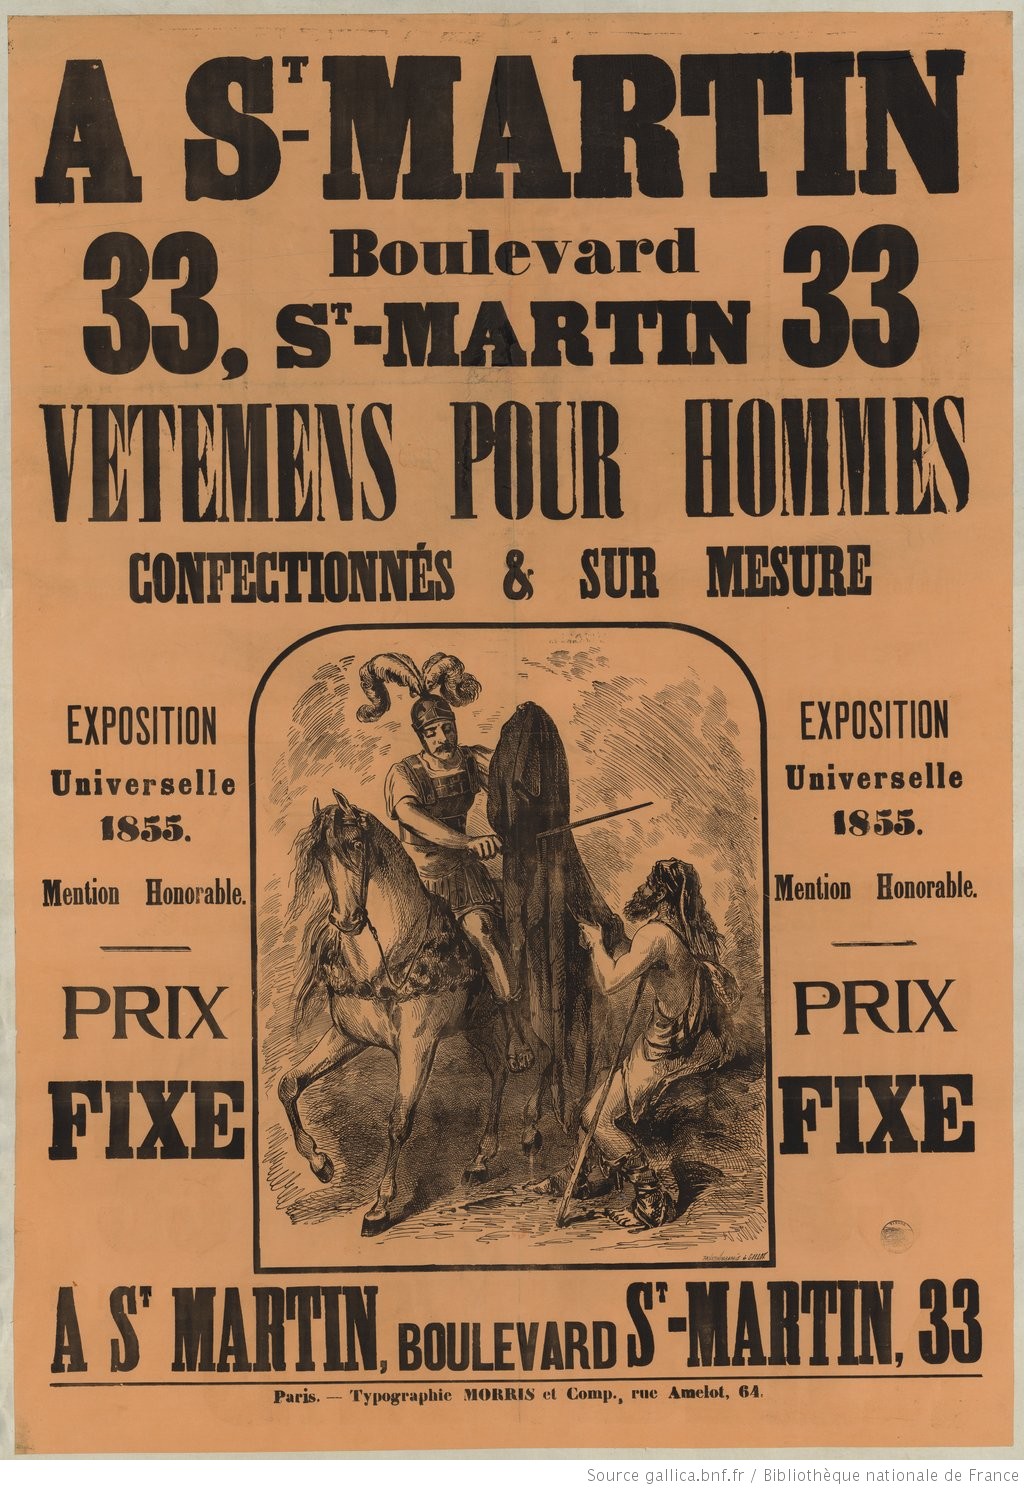 A ST-MARTIN
33, Boulevard 33
ST-MARTIN
VETEMENS POUR HOMMES
CONFECTIONNÉS & SUR MESURE
EXPOSITION
Universelle
1855.
Mention Honorable.
PRIX
FIXE
EXPOSITION
Universelle
1855.
Mention Honorable.
PRIX
FIXE
A ST MARTIN, BOULEVARD ST-MARTIN, 33
Paris. — Typographie MORRIS et Comp., rue Amelot, 64.
Source gallica.bnf.fr / Bibliothèque nationale de France